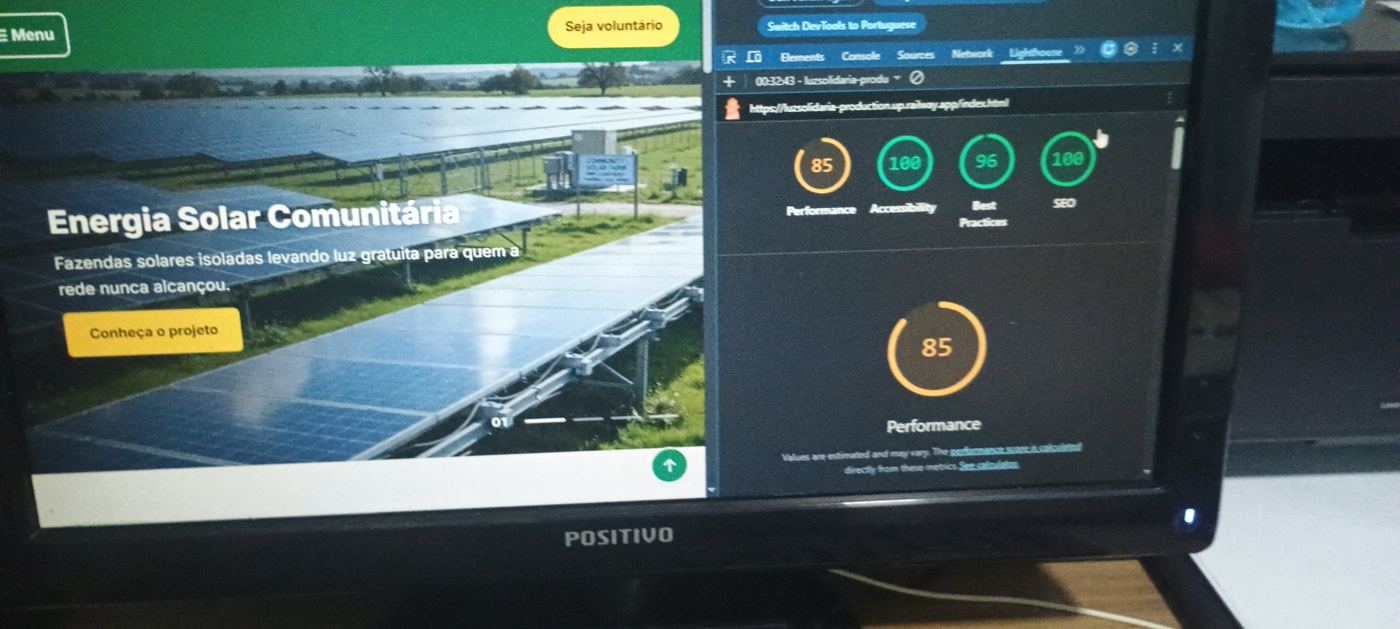 ≡ Menu
Seja voluntário
Energia Solar Comunitária
Fazendas solares isoladas levando luz gratuita para quem a
rede nunca alcançou.
Conheça o projeto
01
COMMUNITY
SOLAR FARM
Switch DevTools to Portuguese
Elements Console Sources Network Lighthouse
00:32:43 - luzsolidaria-produ
https://luzsolidaria-production.up.railway.app/index.html
85 100 96 100
Performance Accessibility Best
Practices SEO
85
Performance
Values are estimated and may vary. The performance score is calculated
directly from these metrics. See calculator.
POSITIVO